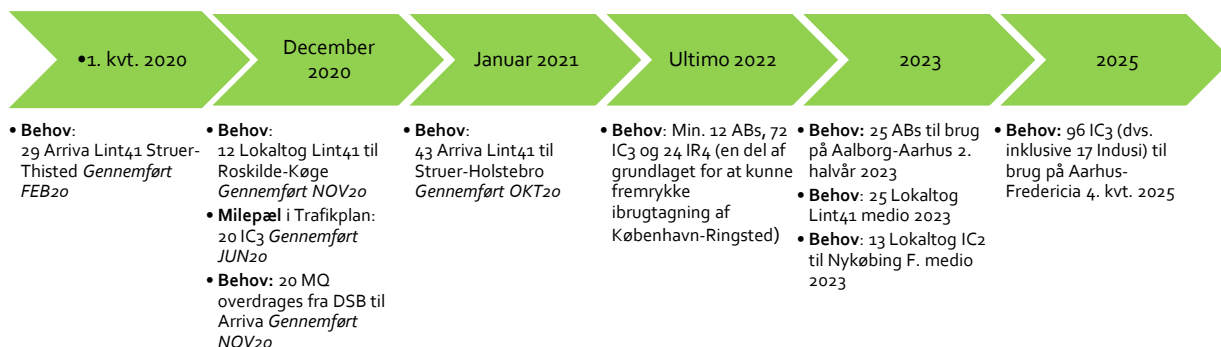 •1. kvt. 2020
December
2020
Januar 2021
Ultimo 2022
2023
2025
• Behov:
29 Arriva Lint41 Struer-
Thisted Gennemført
FEB20
• Behov:
12 Lokaltog Lint41 til
Roskilde-Køge
Gennemført NOV20
• Milepæl i Trafikplan:
20 IC3 Gennemført
JUN20
• Behov: 20 MQ
overdrages fra DSB til
Arriva Gennemført
NOV20
• Behov:
43 Arriva Lint41 til
Struer-Holstebro
Gennemført OKT20
• Behov: Min. 12 ABs, 72
IC3 og 24 IR4 (en del af
grundlaget for at kunne
fremrykke
ibrugtagning af
København-Ringsted)
• Behov: 25 ABs til brug
på Aalborg-Aarhus 2.
halvår 2023
• Behov: 25 Lokaltog
Lint41 medio 2023
• Behov: 13 Lokaltog IC2
til Nykøbing F. medio
2023
• Behov: 96 IC3 (dvs.
inklusive 17 Indusi) til
brug på Aarhus-
Fredericia 4. kvt. 2025